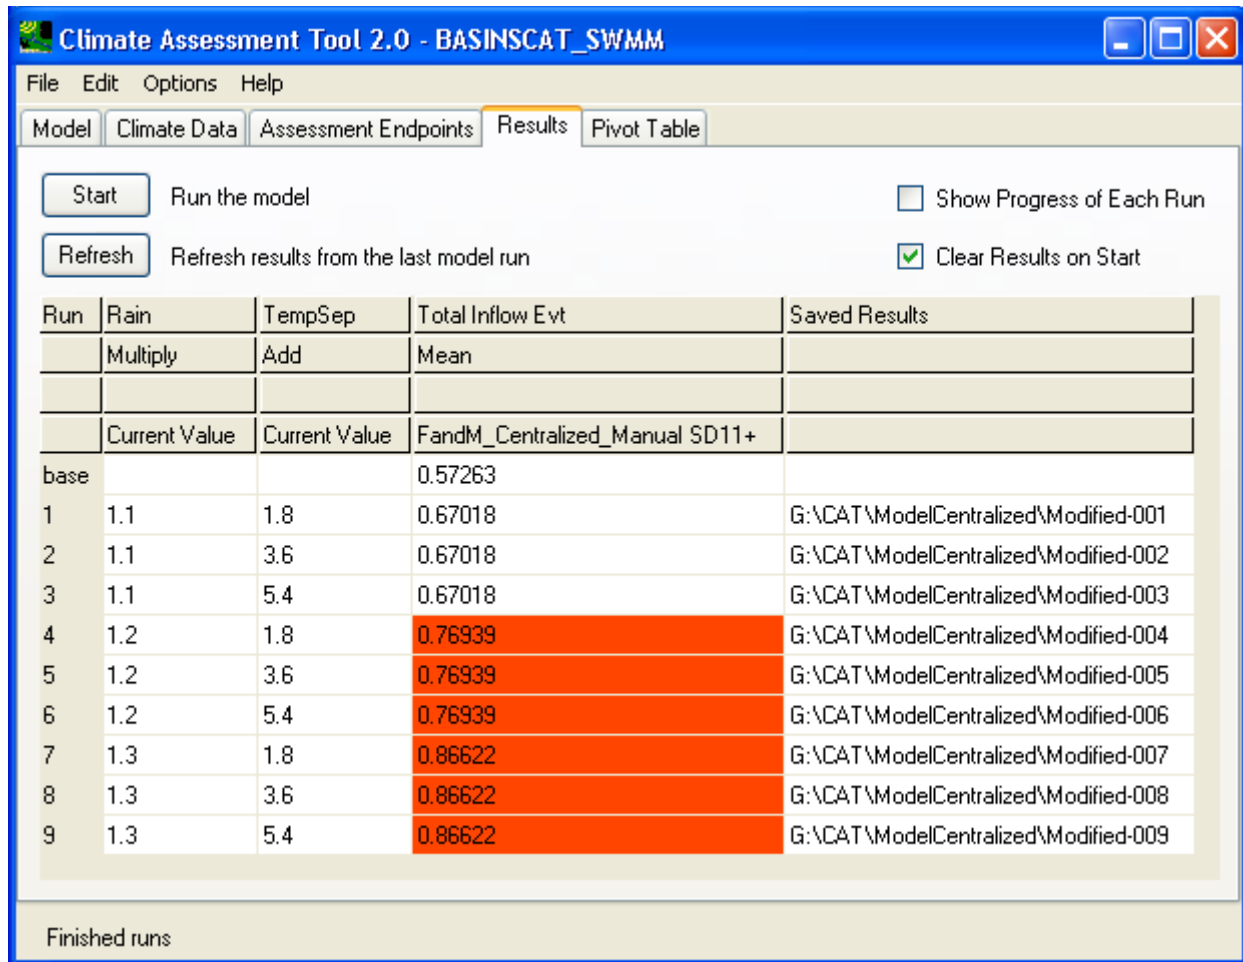 Climate Assessment Tool 2.0 - BASINSCAT_SWMM
File Edit Options Help
Model Climate Data Assessment Endpoints Results Pivot Table
Start Run the model Show Progress of Each Run
Refresh Refresh results from the last model run Clear Results on Start
Run Rain TempSep Total Inflow Evt Saved Results
Multiply Add Mean
Current Value Current Value FandM_Centralized_Manual SD11+
base 0.57263
1 1.1 1.8 0.67018 G:\CAT\ModelCentralized\Modified-001
2 1.1 3.6 0.67018 G:\CAT\ModelCentralized\Modified-002
3 1.1 5.4 0.67018 G:\CAT\ModelCentralized\Modified-003
4 1.2 1.8 0.76939 G:\CAT\ModelCentralized\Modified-004
5 1.2 3.6 0.76939 G:\CAT\ModelCentralized\Modified-005
6 1.2 5.4 0.76939 G:\CAT\ModelCentralized\Modified-006
7 1.3 1.8 0.86622 G:\CAT\ModelCentralized\Modified-007
8 1.3 3.6 0.86622 G:\CAT\ModelCentralized\Modified-008
9 1.3 5.4 0.86622 G:\CAT\ModelCentralized\Modified-009
Finished runs